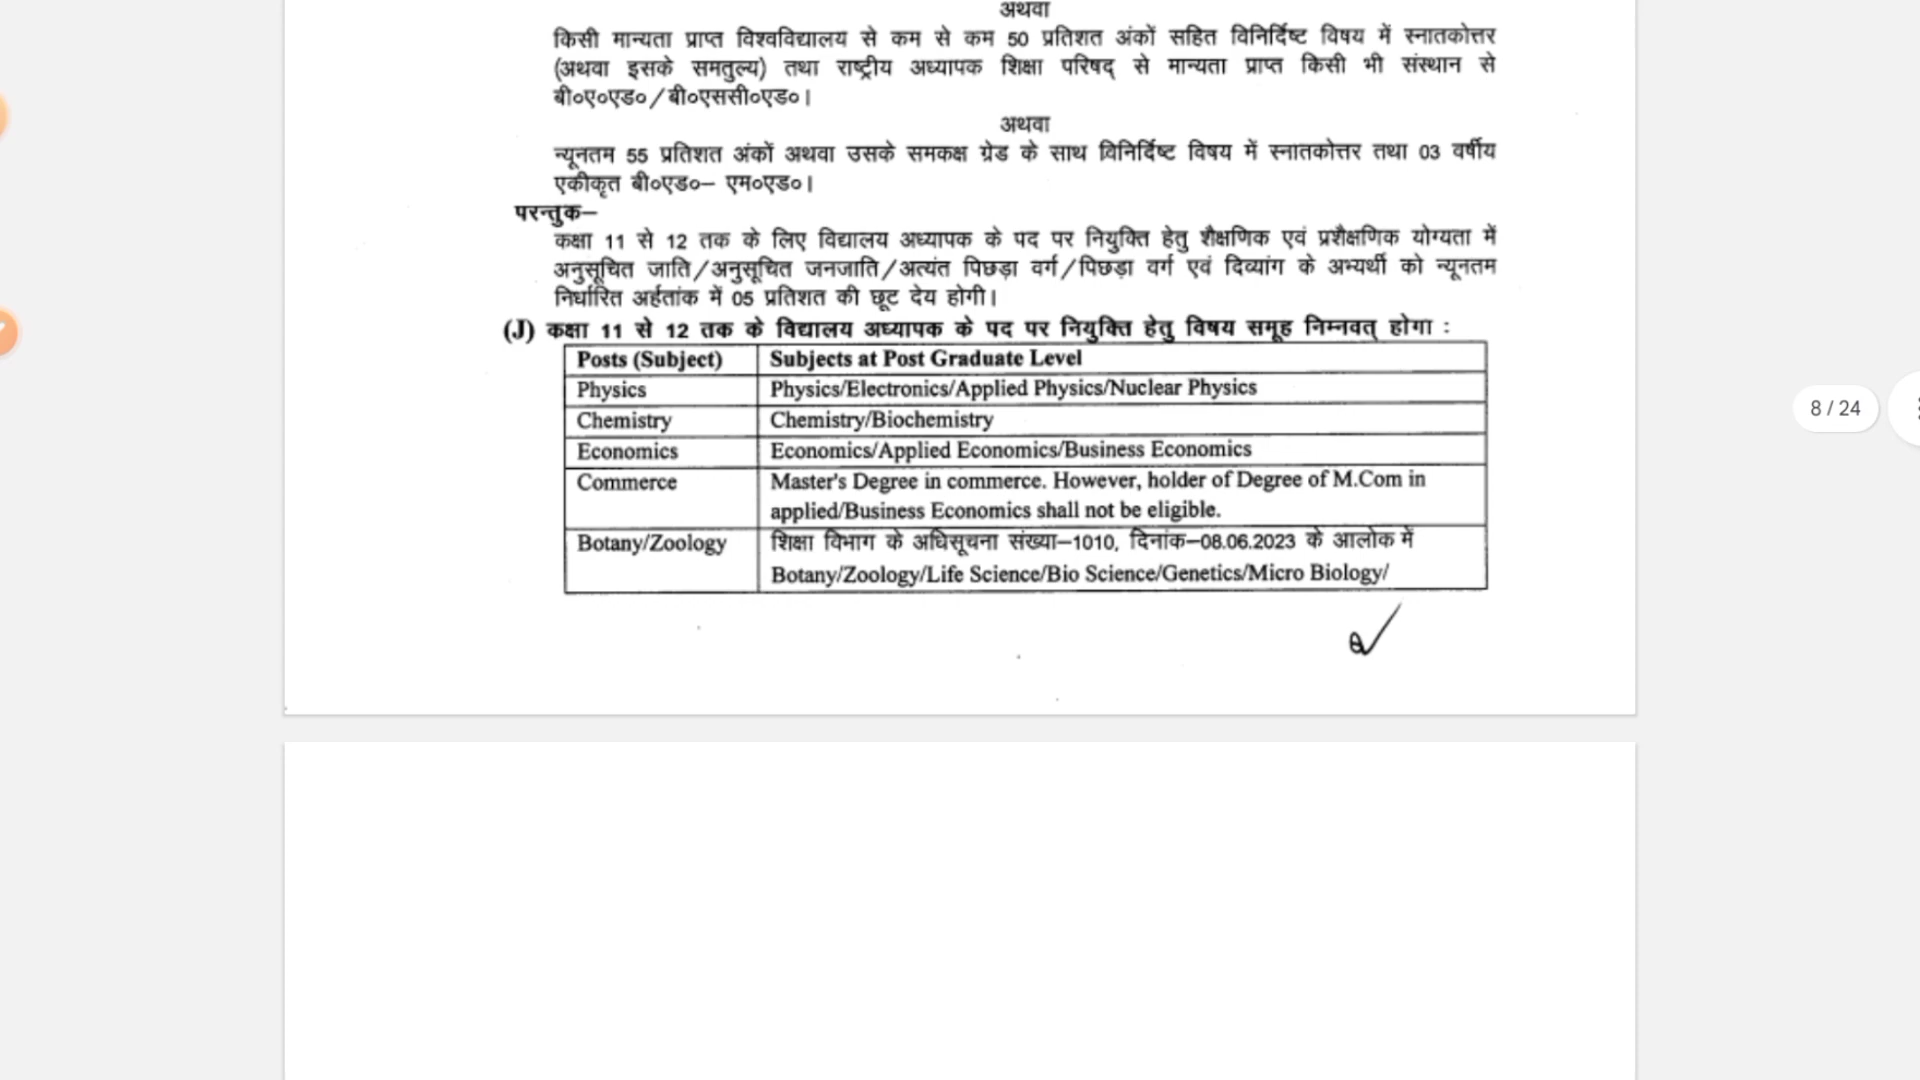 अथवा
किसी मान्यता प्राप्त विश्वविद्यालय से कम से कम 50 प्रतिशत अंकों सहित विनिर्दिष्ट विषय में स्नातकोत्तर
(अथवा इसके समतुल्य) तथा राष्ट्रीय अध्यापक शिक्षा परिषद् से मान्यता प्राप्त किसी भी संस्थान से
बी०ए०एड०/बी०एससी०एड०।
अथवा
न्यूनतम 55 प्रतिशत अंकों अथवा उसके समकक्ष ग्रेड के साथ विनिर्दिष्ट विषय में स्नातकोत्तर तथा 03 वर्षीय
एकीकृत बी०एड०– एम०एड०।
परन्तुक–
कक्षा 11 से 12 तक के लिए विद्यालय अध्यापक के पद पर नियुक्ति हेतु शैक्षणिक एवं प्रशैक्षणिक योग्यता में
अनुसूचित जाति/अनुसूचित जनजाति/अत्यंत पिछड़ा वर्ग/पिछड़ा वर्ग एवं दिव्यांग के अभ्यर्थी को न्यूनतम
निर्धारित अर्हतांक में 05 प्रतिशत की छूट देय होगी।
(J) कक्षा 11 से 12 तक के विद्यालय अध्यापक के पद पर नियुक्ति हेतु विषय समूह निम्नवत् होगा :
Posts (Subject) Subjects at Post Graduate Level
Physics Physics/Electronics/Applied Physics/Nuclear Physics
Chemistry Chemistry/Biochemistry
Economics Economics/Applied Economics/Business Economics
Commerce Master's Degree in commerce. However, holder of Degree of M.Com in
applied/Business Economics shall not be eligible.
Botany/Zoology शिक्षा विभाग के अधिसूचना संख्या–1010, दिनांक–08.06.2023 के आलोक में
Botany/Zoology/Life Science/Bio Science/Genetics/Micro Biology/
8 / 24